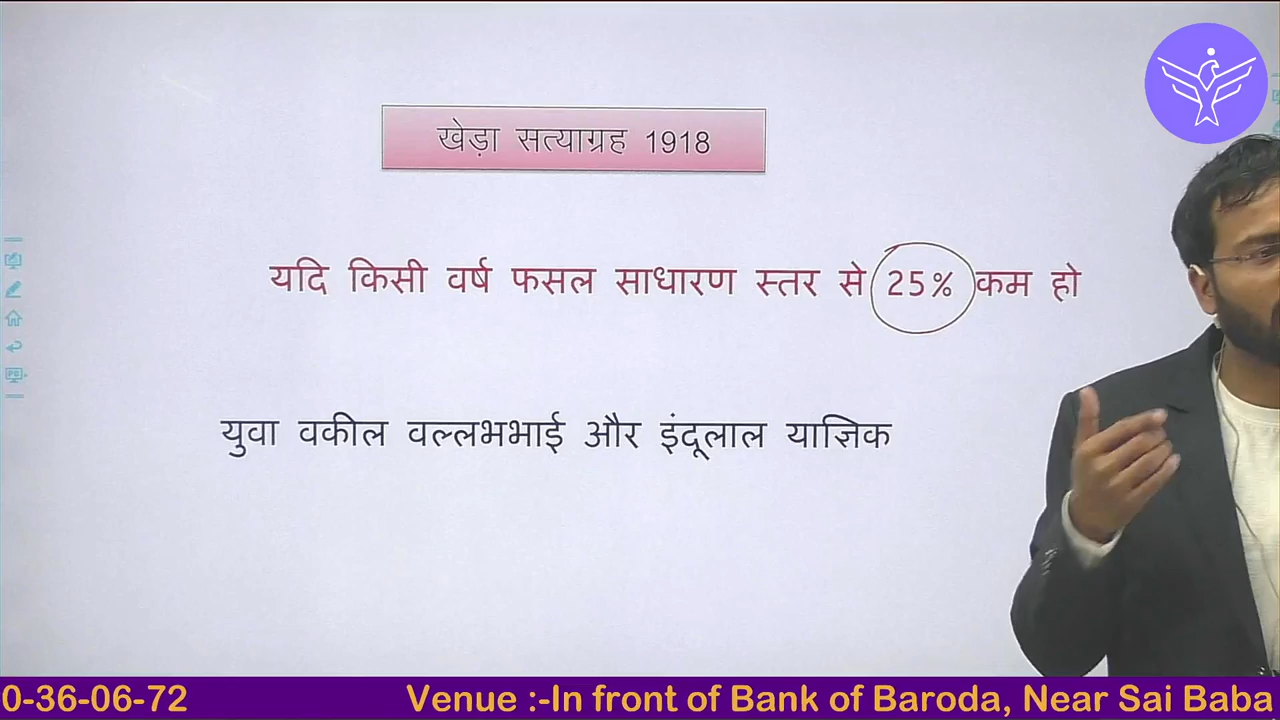 खेड़ा सत्याग्रह 1918
यदि किसी वर्ष फसल साधारण स्तर से 25% कम हो
युवा वकील वल्लभभाई और इंदूलाल याज्ञिक
0-36-06-72 Venue :-In front of Bank of Baroda, Near Sai Baba